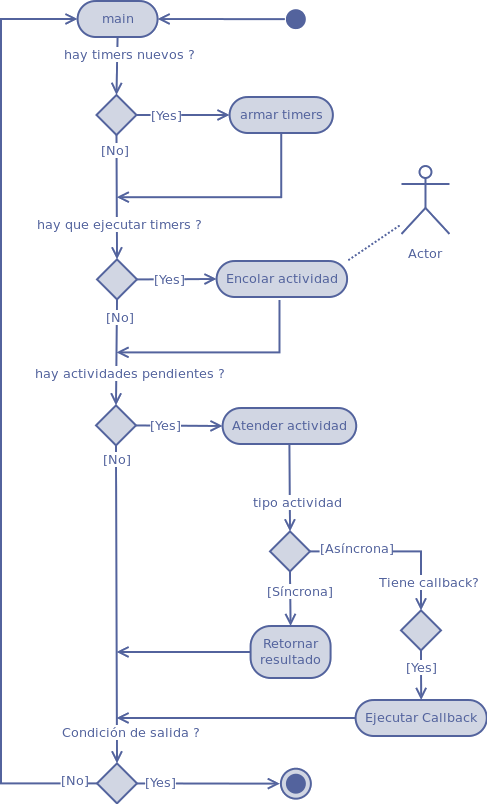 main
hay timers nuevos ?
[Yes]
armar timers
[No]
hay que ejecutar timers ?
Actor
[Yes]
Encolar actividad
[No]
hay actividades pendientes ?
[Yes]
Atender actividad
[No]
tipo actividad
[Asíncrona]
Tiene callback?
[Síncrona]
Retornar
resultado
[Yes]
Ejecutar Callback
Condición de salida ?
[No]
[Yes]